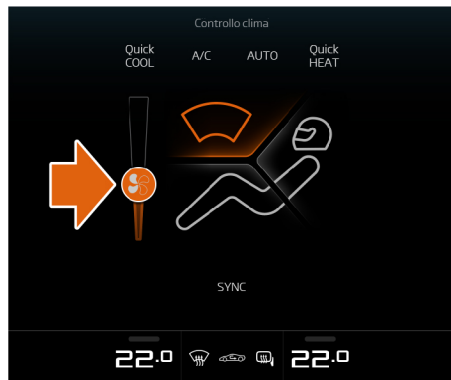 Controllo clima
Quick
COOL
A/C
AUTO
Quick
HEAT
SYNC
22.0
22.0